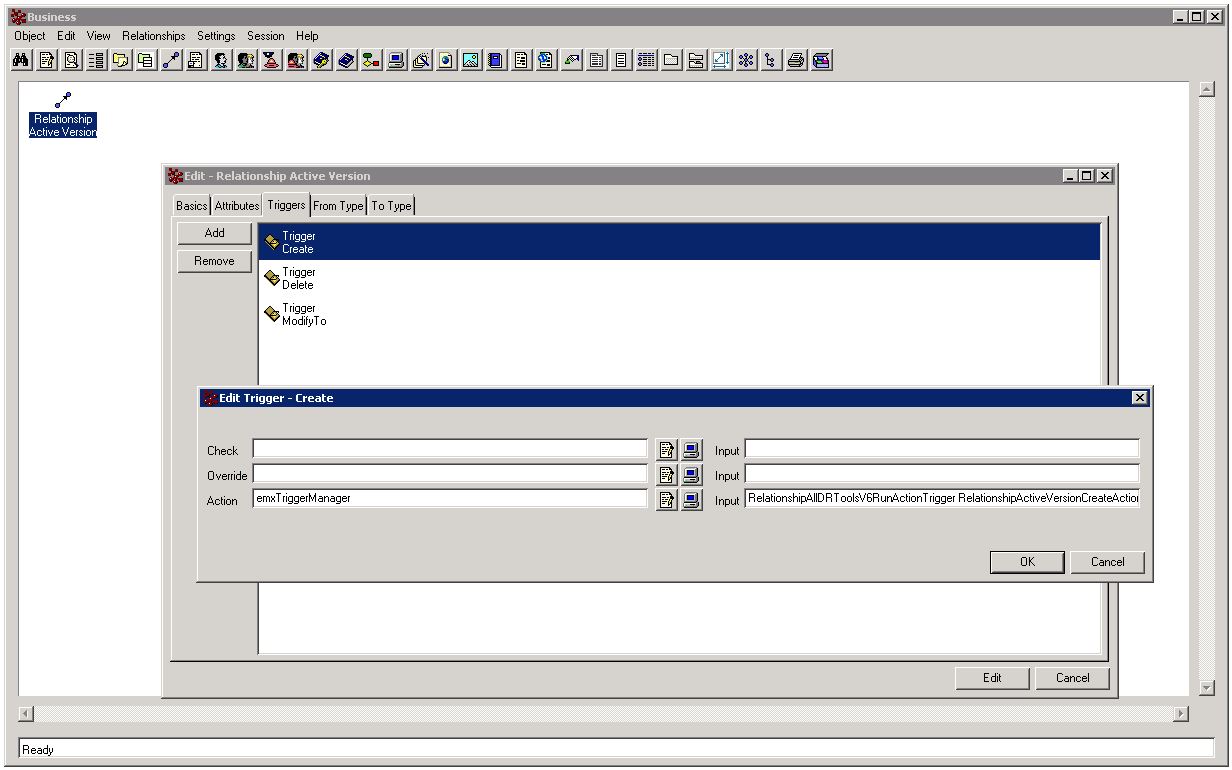 Business
Object Edit View Relationships Settings Session Help
Relationship
Active Version
Edit - Relationship Active Version
Basics Attributes Triggers From Type To Type
Add
Remove
Trigger
Create
Trigger
Delete
Trigger
ModifyTo
Edit Trigger - Create
Check Input
Override Input
Action emxTriggerManager Input RelationshipAllDRToolsV6RunActionTrigger RelationshipActiveVersionCreateAction
OK Cancel
Edit Cancel
Ready